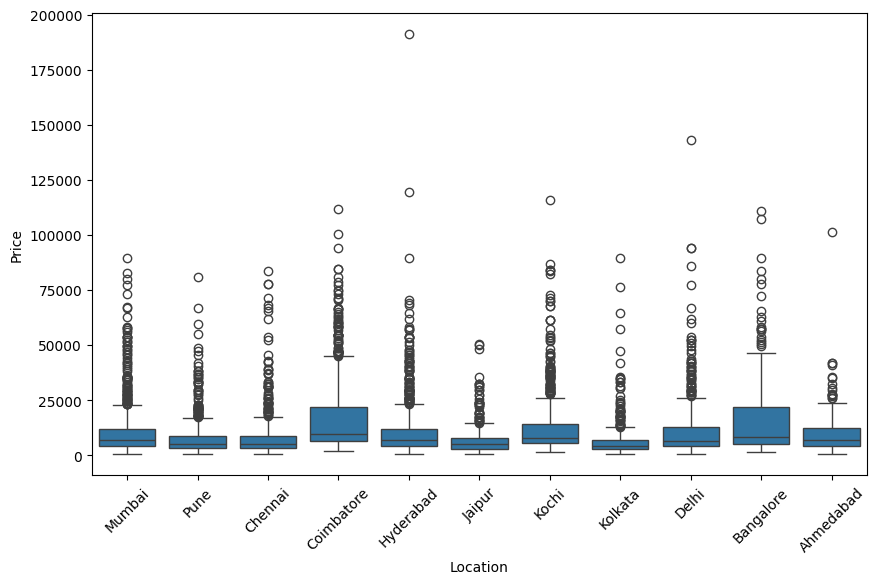 200000
175000
150000
125000
100000
75000
50000
25000
0
Price
Mumbai
Pune
Chennai
Coimbatore
Hyderabad
Jaipur
Kochi
Kolkata
Delhi
Bangalore
Ahmedabad
Location